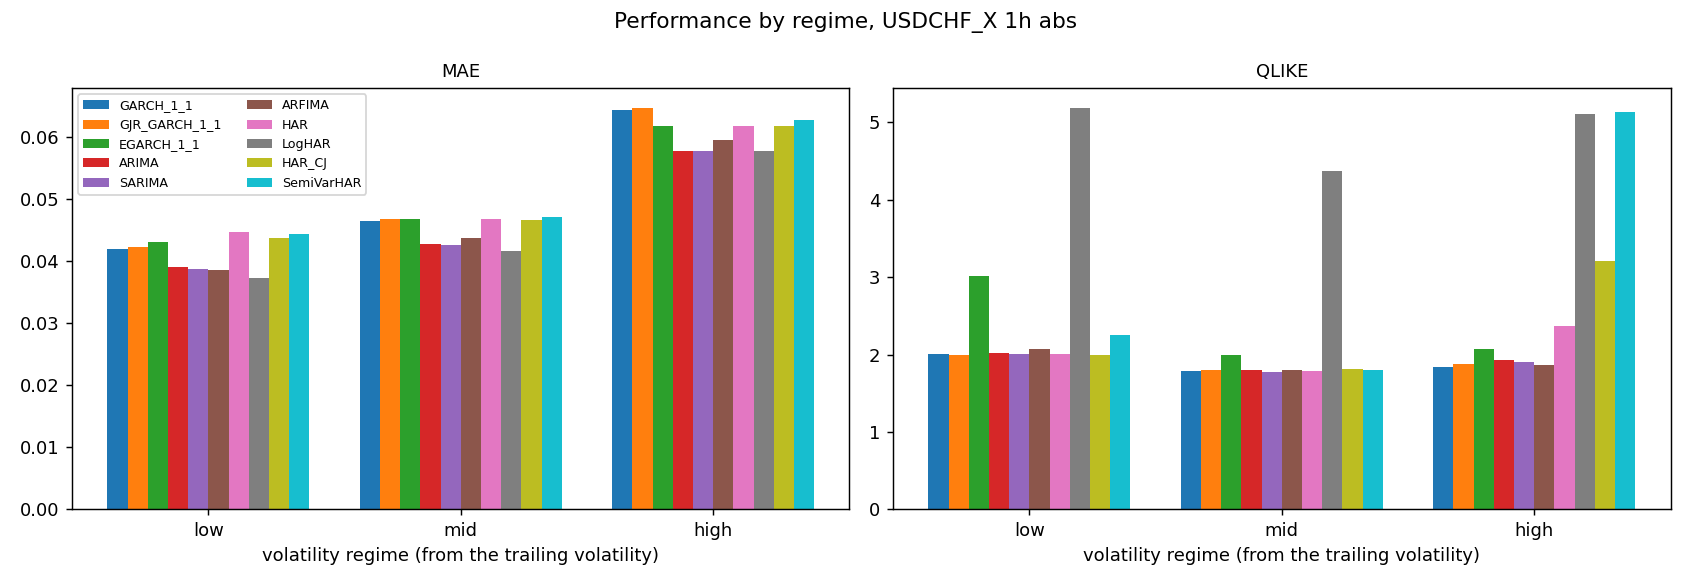 Performance by regime, USDCHF_X 1h abs
MAE
GARCH_1_1
GJR_GARCH_1_1
EGARCH_1_1
ARIMA
SARIMA
ARFIMA
HAR
LogHAR
HAR_CJ
SemiVarHAR
0.06
0.05
0.04
0.03
0.02
0.01
0.00
low
mid
high
volatility regime (from the trailing volatility)
QLIKE
5
4
3
2
1
0
low
mid
high
volatility regime (from the trailing volatility)